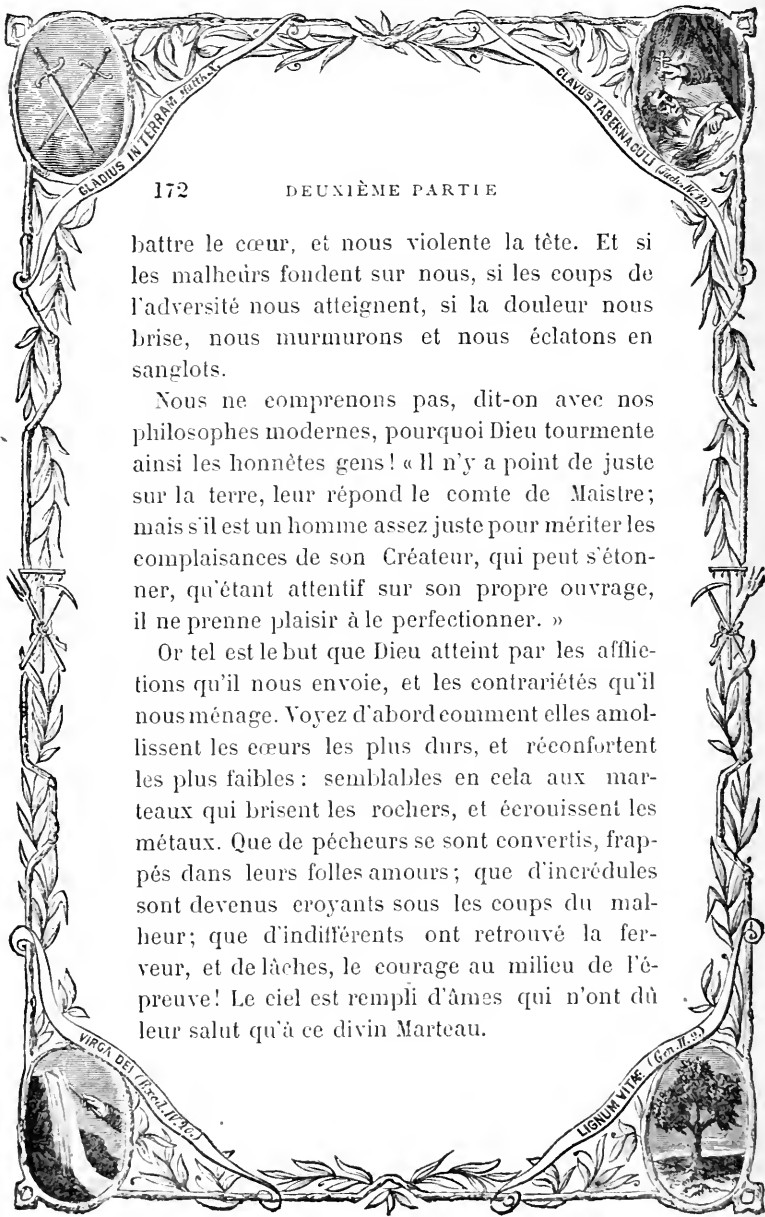 GLADIUS IN TERRAM Matth. X.
CLAVUS TABERNACULI (Jud. IV. 12)
172 DEUXIÈME PARTIE
battre le cœur, et nous violente la tête. Et si
les malheurs fondent sur nous, si les coups de
l'adversité nous atteignent, si la douleur nous
brise, nous murmurons et nous éclatons en
sanglots.
Nous ne comprenons pas, dit-on avec nos
philosophes modernes, pourquoi Dieu tourmente
ainsi les honnêtes gens! « Il n'y a point de juste
sur la terre, leur répond le comte de Maistre;
mais s'il est un homme assez juste pour mériter les
complaisances de son Créateur, qui peut s'éton-
ner, qu'étant attentif sur son propre ouvrage,
il ne prenne plaisir à le perfectionner. »
Or tel est le but que Dieu atteint par les afflic-
tions qu'il nous envoie, et les contrariétés qu'il
nous ménage. Voyez d'abord comment elles amol-
lissent les cœurs les plus durs, et réconfortent
les plus faibles : semblables en cela aux mar-
teaux qui brisent les rochers, et écrouissent les
métaux. Que de pécheurs se sont convertis, frap-
pés dans leurs folles amours; que d'incrédules
sont devenus croyants sous les coups du mal-
heur; que d'indifférents ont retrouvé la fer-
veur, et de lâches, le courage au milieu de l'é-
preuve! Le ciel est rempli d'âmes qui n'ont dû
leur salut qu'à ce divin Marteau.
VIRGA DEI (Exod. IV. 20.)
LIGNUM VITÆ. (Gen. II. 9.)